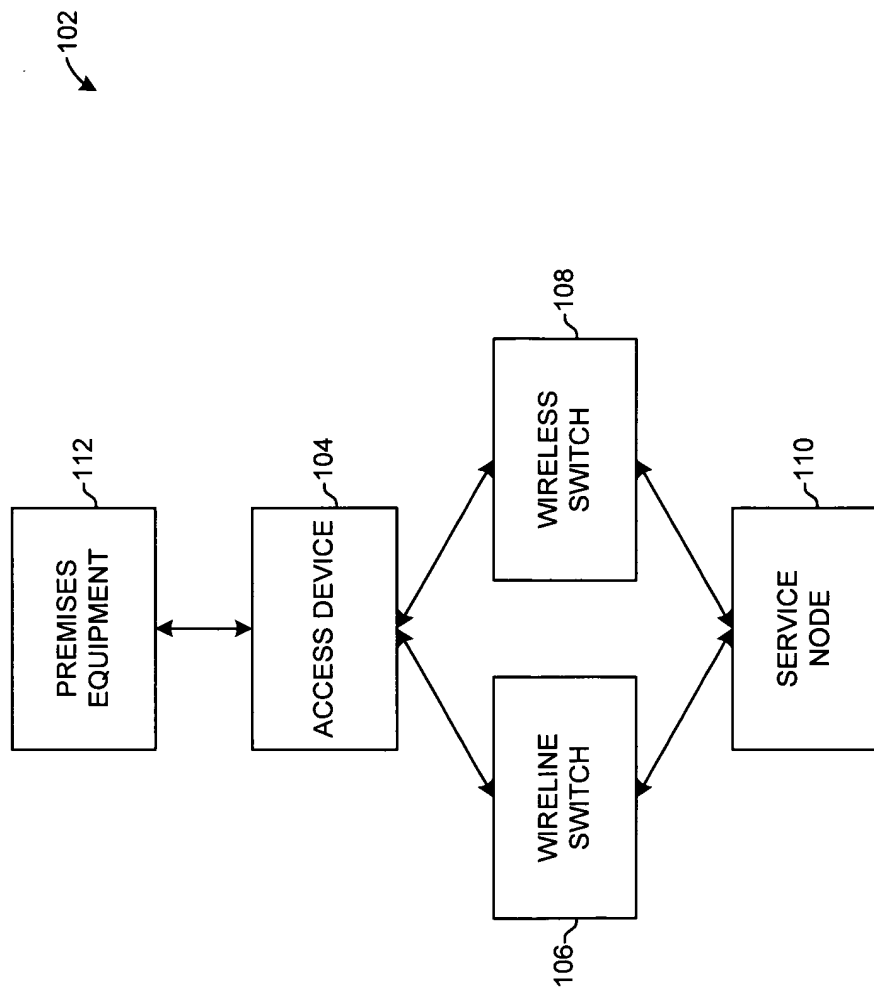 102
PREMISES
EQUIPMENT
112
ACCESS DEVICE
104
WIRELINE
SWITCH
106
WIRELESS
SWITCH
108
SERVICE
NODE
110